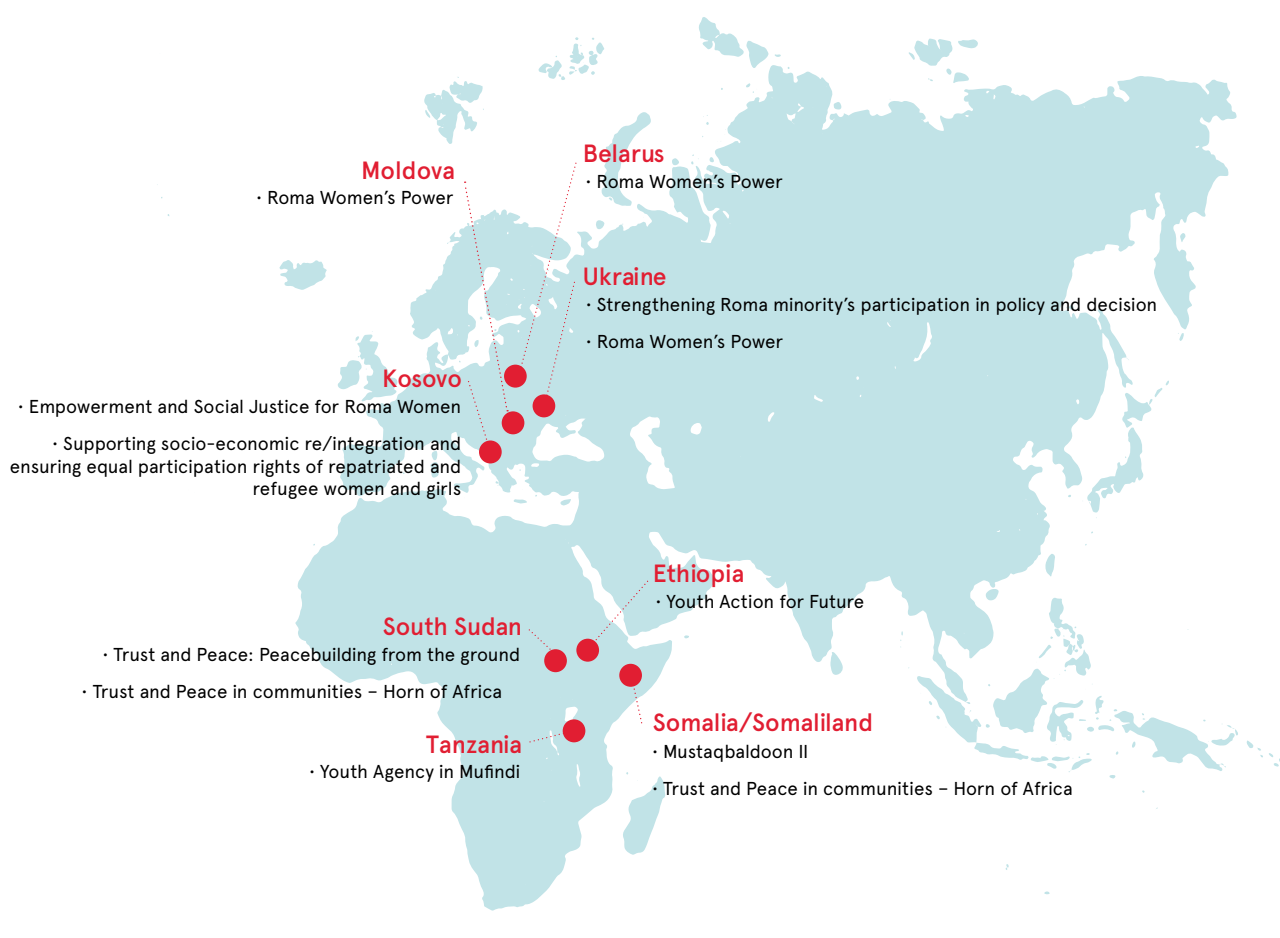 Belarus
· Roma Women’s Power
Moldova
· Roma Women’s Power
Ukraine
· Strengthening Roma minority’s participation in policy and decision
· Roma Women’s Power
Kosovo
· Empowerment and Social Justice for Roma Women
· Supporting socio-economic re/integration and
ensuring equal participation rights of repatriated and
refugee women and girls
Ethiopia
· Youth Action for Future
South Sudan
· Trust and Peace: Peacebuilding from the ground
· Trust and Peace in communities – Horn of Africa
Somalia/Somaliland
· Mustaqbaldoon II
· Trust and Peace in communities – Horn of Africa
Tanzania
· Youth Agency in Mufindi